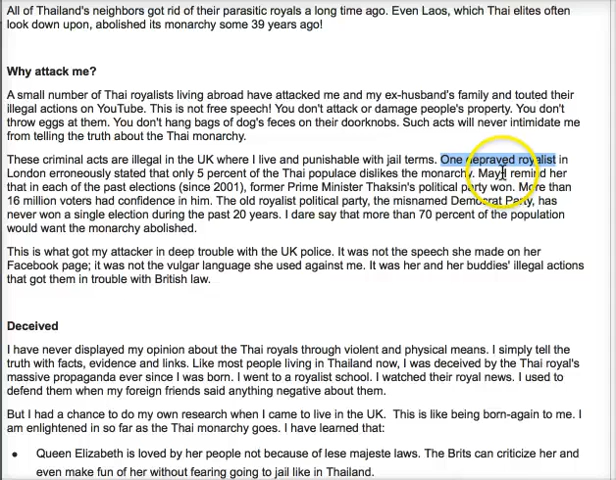 All of Thailand's neighbors got rid of their parasitic royals a long time ago. Even Laos, which Thai elites often
look down upon, abolished its monarchy some 39 years ago!
Why attack me?
A small number of Thai royalists living abroad have attacked me and my ex-husband's family and touted their
illegal actions on YouTube. This is not free speech! You don't attack or damage people's property. You don't
throw eggs at them. You don't hang bags of dog's feces on their doorknobs. Such acts will never intimidate me
from telling the truth about the Thai monarchy.
These criminal acts are illegal in the UK where I live and punishable with jail terms. One depraved royalist in
London erroneously stated that only 5 percent of the Thai populace dislikes the monarchy. May I remind her
that in each of the past elections (since 2001), former Prime Minister Thaksin's political party won. More than
16 million voters had confidence in him. The old royalist political party, the misnamed Democrat Party, has
never won a single election during the past 20 years. I dare say that more than 70 percent of the population
would want the monarchy abolished.
This is what got my attacker in deep trouble with the UK police. It was not the speech she made on her
Facebook page; it was not the vulgar language she used against me. It was her and her buddies' illegal actions
that got them in trouble with British law.
Deceived
I have never displayed my opinion about the Thai royals through violent and physical means. I simply tell the
truth with facts, evidence and links. Like most people living in Thailand now, I was deceived by the Thai royal's
massive propaganda ever since I was born. I went to a royalist school. I watched their royal news. I used to
defend them when my foreign friends said anything negative about them.
But I had a chance to do my own research when I came to live in the UK. This is like being born-again to me. I
am enlightened in so far as the Thai monarchy goes. I have learned that:
• Queen Elizabeth is loved by her people not because of lese majeste laws. The Brits can criticize her and
even make fun of her without fearing going to jail like in Thailand.